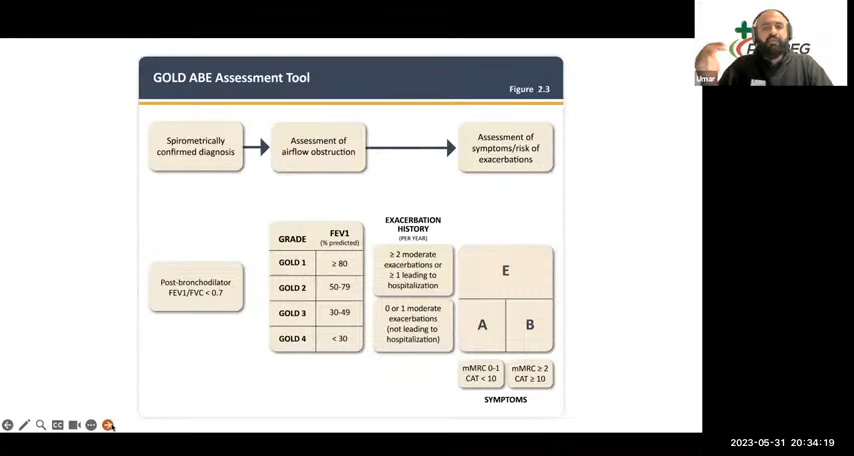 GOLD ABE Assessment Tool
Figure 2.3
Spirometrically
confirmed diagnosis
Assessment of
airflow obstruction
Assessment of
symptoms/risk of
exacerbations
Post-bronchodilator
FEV1/FVC < 0.7
GRADE
FEV1
(% predicted)
GOLD 1
≥ 80
GOLD 2
50-79
GOLD 3
30-49
GOLD 4
< 30
EXACERBATION
HISTORY
(PER YEAR)
≥ 2 moderate
exacerbations or
≥ 1 leading to
hospitalization
0 or 1 moderate
exacerbations
(not leading to
hospitalization)
E
A
B
mMRC 0-1
CAT < 10
mMRC ≥ 2
CAT ≥ 10
SYMPTOMS
Umar
CC
2023-05-31 20:34:19